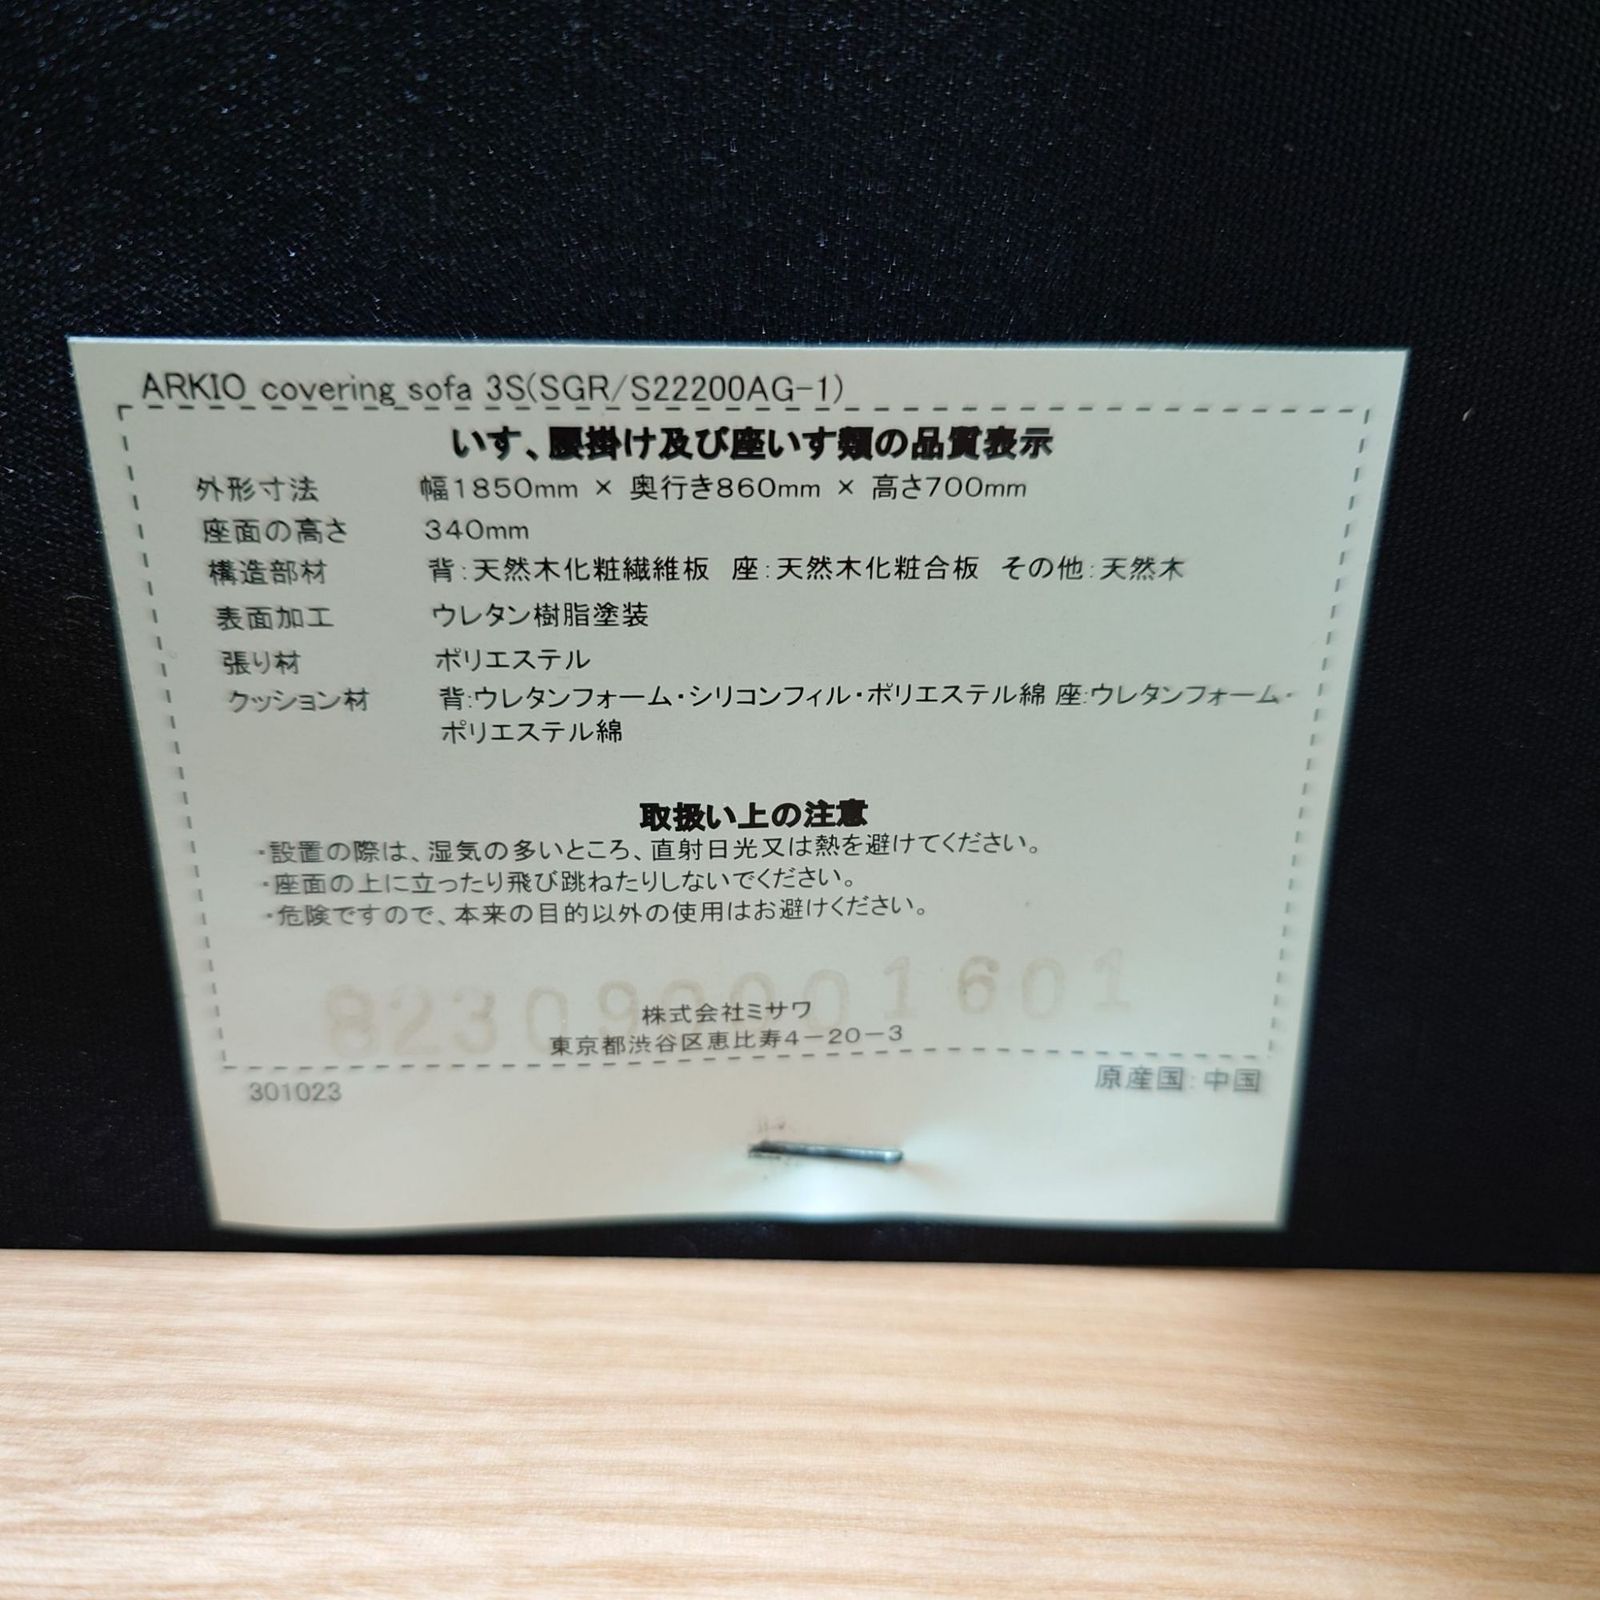 ARKIO covering sofa 3S(SGR/S22200AG-1)
いす、腰掛け及び座いす類の品質表示
外形寸法 幅1850mm × 奥行き860mm × 高さ700mm
座面の高さ 340mm
構造部材 背:天然木化粧繊維板 座:天然木化粧合板 その他:天然木
表面加工 ウレタン樹脂塗装
張り材 ポリエステル
クッション材 背:ウレタンフォーム・シリコンフィル・ポリエステル綿 座:ウレタンフォーム・
ポリエステル綿
取扱い上の注意
・設置の際は、湿気の多いところ、直射日光又は熱を避けてください。
・座面の上に立ったり飛び跳ねたりしないでください。
・危険ですので、本来の目的以外の使用はお避けください。
株式会社ミサワ
東京都渋谷区恵比寿4-20-3
301023
原産国:中国